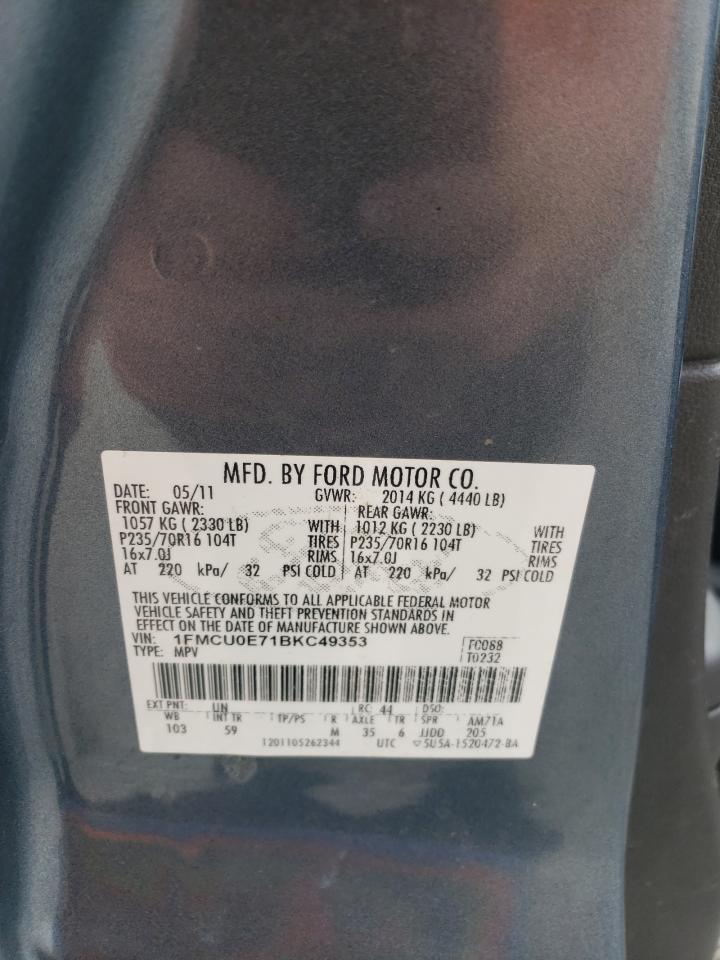 MFD. BY FORD MOTOR CO.
DATE: 05/11 GVWR: 2014 KG ( 4440 LB)
FRONT GAWR: REAR GAWR:
1057 KG ( 2330 LB) WITH 1012 KG ( 2230 LB) WITH
P235/70R16 104T TIRES P235/70R16 104T TIRES
16x7.0J RIMS 16x7.0J RIMS
AT 220 kPa/ 32 PSI COLD AT 220 kPa/ 32 PSI COLD
THIS VEHICLE CONFORMS TO ALL APPLICABLE FEDERAL MOTOR
VEHICLE SAFETY AND THEFT PREVENTION STANDARDS IN
EFFECT ON THE DATE OF MANUFACTURE SHOWN ABOVE.
VIN: 1FMCU0E71BKC49353 F0088
TYPE: MPV T0232
EXT PNT: UN RC: 44 DSO:
WB INT TR TP/PS R AXLE TR SPR AM71A
103 59 M 35 6 JJDD 205
1201105262344 UTC ▽5U5A-1520472-BA